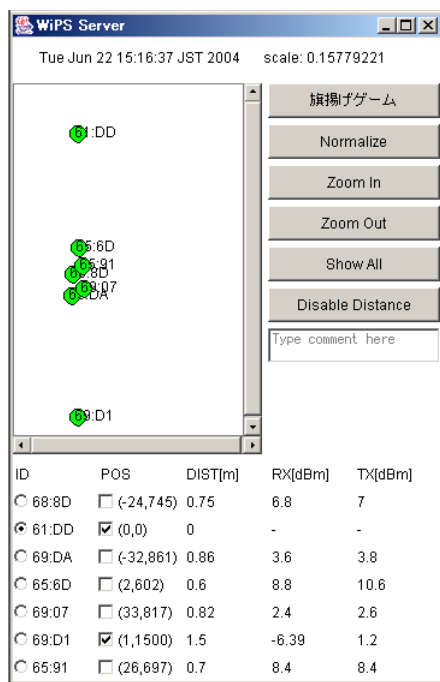 WiPS Server
Tue Jun 22 15:16:37 JST 2004 scale: 0.15779221
旗揚げゲーム
Normalize
Zoom In
Zoom Out
Show All
Disable Distance
Type comment here
61:DD
65:6D
65:91
68:8D
69:07
69:DA
69:D1
ID POS DIST[m] RX[dBm] TX[dBm]
68:8D (-24,745) 0.75 6.8 7
61:DD (0,0) 0 - -
69:DA (-32,861) 0.86 3.6 3.8
65:6D (2,602) 0.6 8.8 10.6
69:07 (33,817) 0.82 2.4 2.6
69:D1 (1,1500) 1.5 -6.39 1.2
65:91 (26,697) 0.7 8.4 8.4